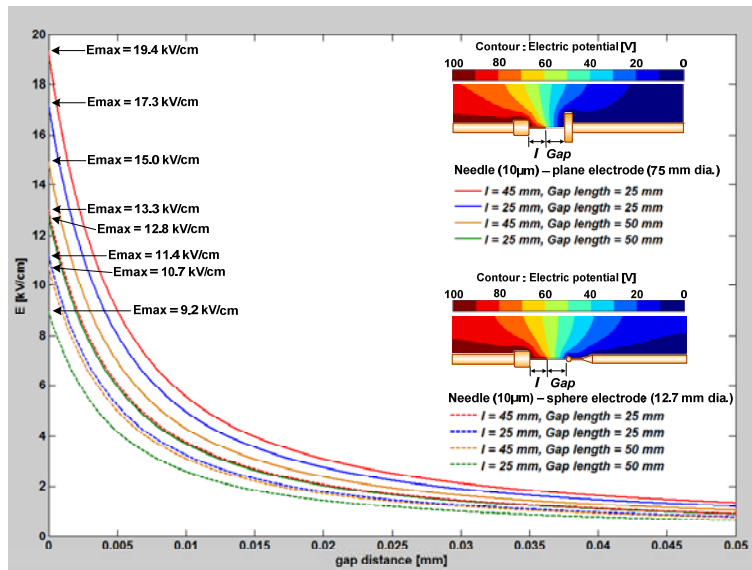 20
18
16
14
12
10
8
6
4
2
0
E [kV/cm]
Emax = 19.4 kV/cm
Emax = 17.3 kV/cm
Emax = 15.0 kV/cm
Emax = 13.3 kV/cm
Emax = 12.8 kV/cm
Emax = 11.4 kV/cm
Emax = 10.7 kV/cm
Emax = 9.2 kV/cm
Contour : Electric potential [V]
100 80 60 40 20 0
l Gap
Needle (10µm) – plane electrode (75 mm dia.)
l = 45 mm, Gap length = 25 mm
l = 25 mm, Gap length = 25 mm
l = 45 mm, Gap length = 50 mm
l = 25 mm, Gap length = 50 mm
Contour : Electric potential [V]
100 80 60 40 20 0
l Gap
Needle (10µm) – sphere electrode (12.7 mm dia.)
l = 45 mm, Gap length = 25 mm
l = 25 mm, Gap length = 25 mm
l = 45 mm, Gap length = 50 mm
l = 25 mm, Gap length = 50 mm
0 0.005 0.01 0.015 0.02 0.025 0.03 0.035 0.04 0.045 0.05
gap distance [mm]